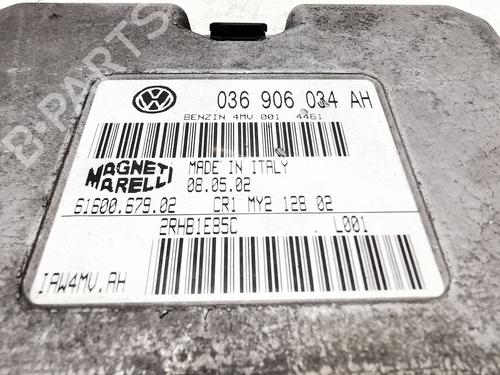 036 906 034 AH
BENZIN 4MV 001 4461
MAGNETI
MARELLI
MADE IN ITALY
08.05.02
61600.679.02 CR1 MY2 128 02
2RHB1E85C L001
IAW4MV.AH
B PARTS